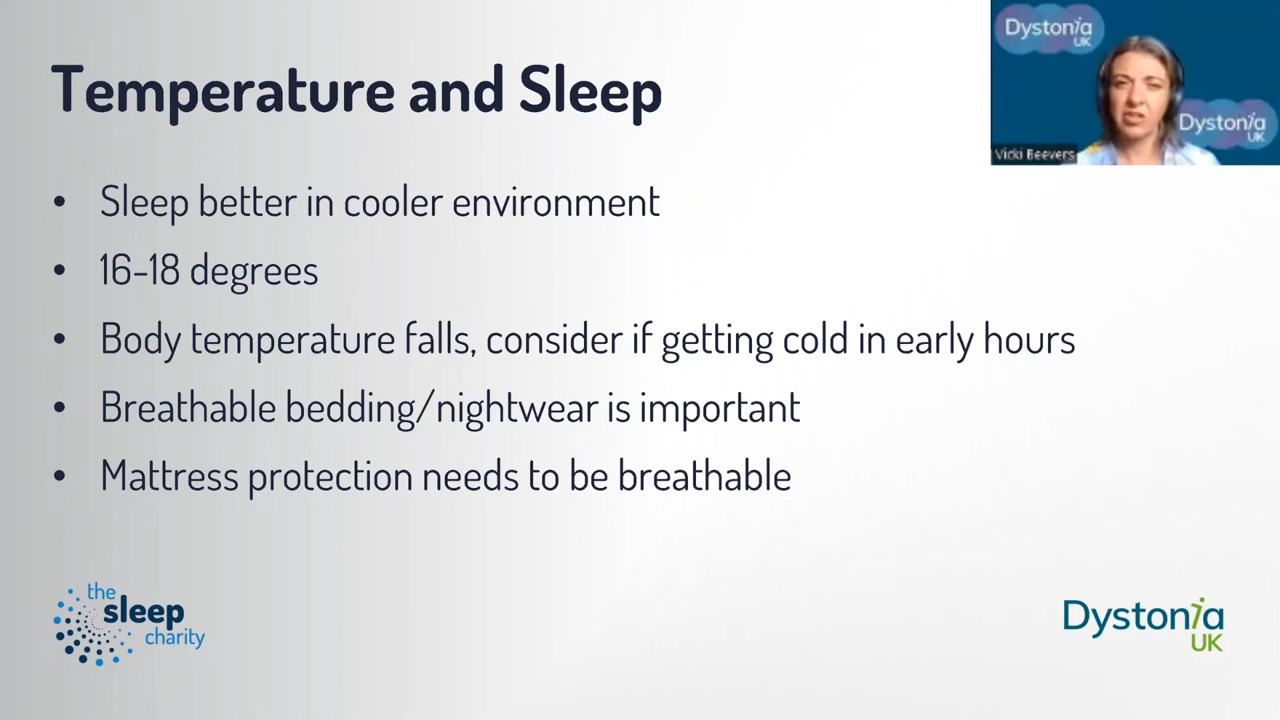 Temperature and Sleep
• Sleep better in cooler environment
• 16-18 degrees
• Body temperature falls, consider if getting cold in early hours
• Breathable bedding/nightwear is important
• Mattress protection needs to be breathable
Dystonia
UK
Dystonia
UK
Vicki Beevers
the
sleep
charity
Dystonia
UK